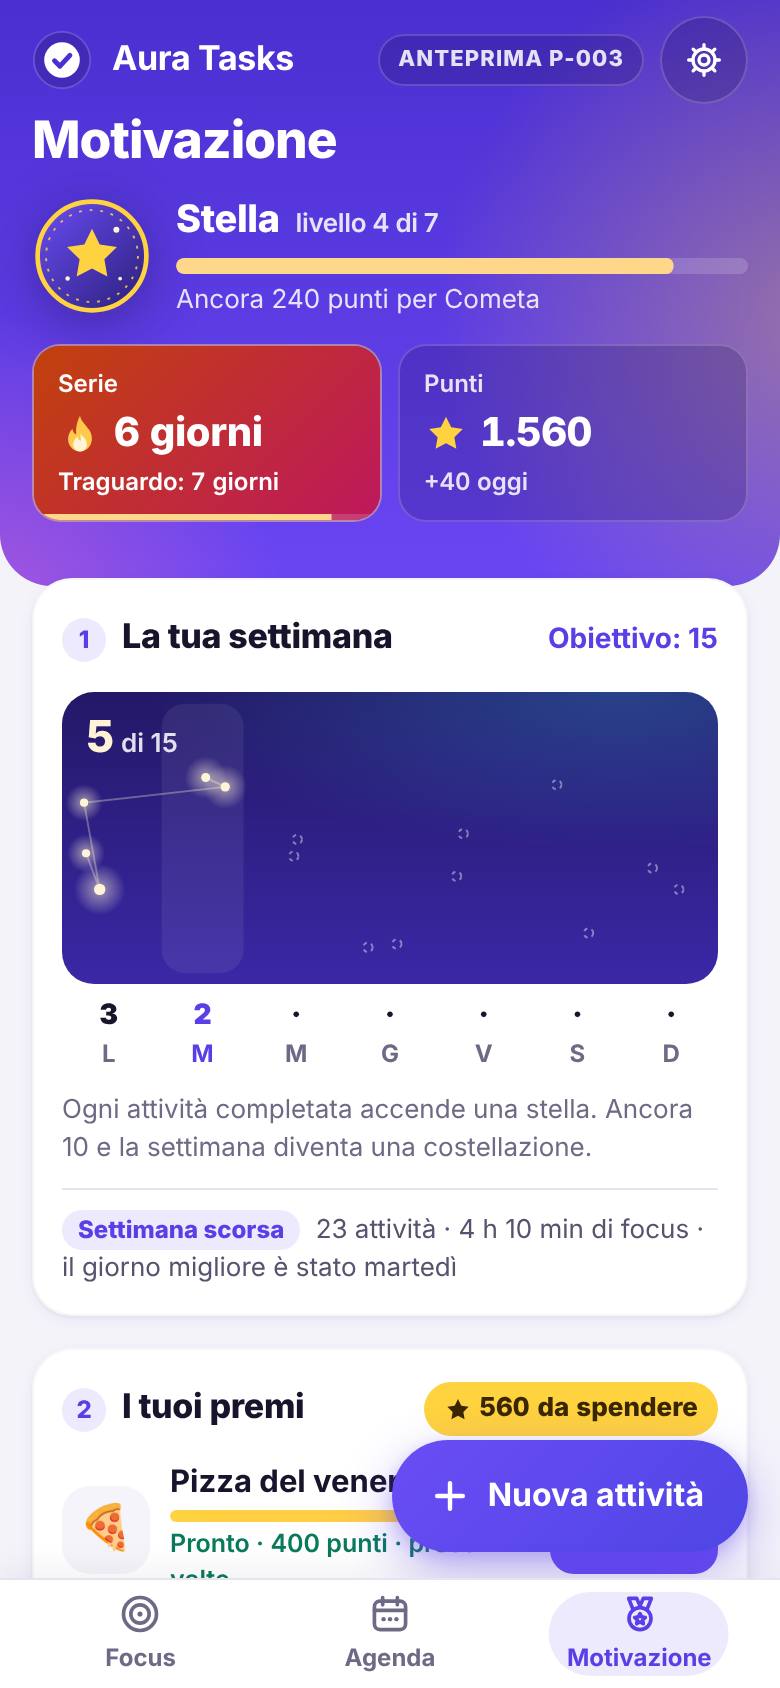 Aura Tasks
ANTEPRIMA P-003
Motivazione
Stella livello 4 di 7
Ancora 240 punti per Cometa
Serie
6 giorni
Traguardo: 7 giorni
Punti
1.560
+40 oggi
1 La tua settimana
Obiettivo: 15
5 di 15
3 2 · · · · ·
L M M G V S D
Ogni attività completata accende una stella. Ancora
10 e la settimana diventa una costellazione.
Settimana scorsa 23 attività · 4 h 10 min di focus ·
il giorno migliore è stato martedì
2 I tuoi premi
560 da spendere
Pizza del
Pronto · 400 punti ·
Nuova attività
Focus
Agenda
Motivazione